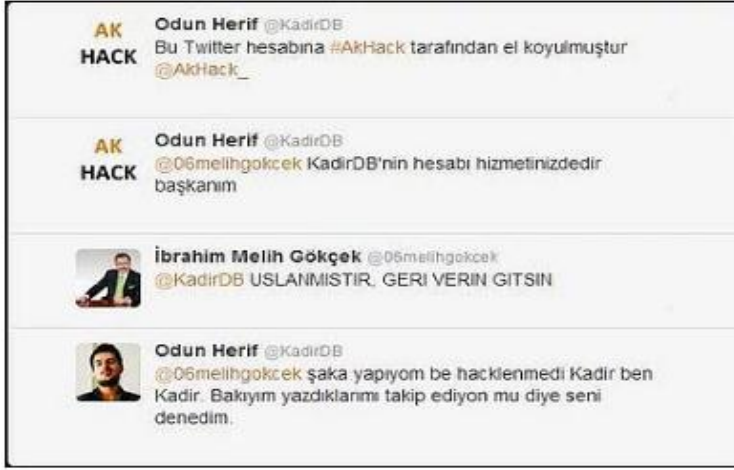 AK
HACK
Odun Herif @KadirDB
Bu Twitter hesabına #AkHack tarafından el koyulmuştur
@AkHack_
AK
HACK
Odun Herif @KadirDB
@06melihgokcek KadirDB'nin hesabı hizmetinizdedir
başkanım
İbrahim Melih Gökçek @06melihgokcek
@KadirDB USLANMISTIR, GERI VERIN GITSIN
Odun Herif @KadirDB
@06melihgokcek şaka yapıyom be hacklenmedi Kadir ben
Kadir. Bakıyım yazdıklarımı takip ediyon mu diye seni
denedim.